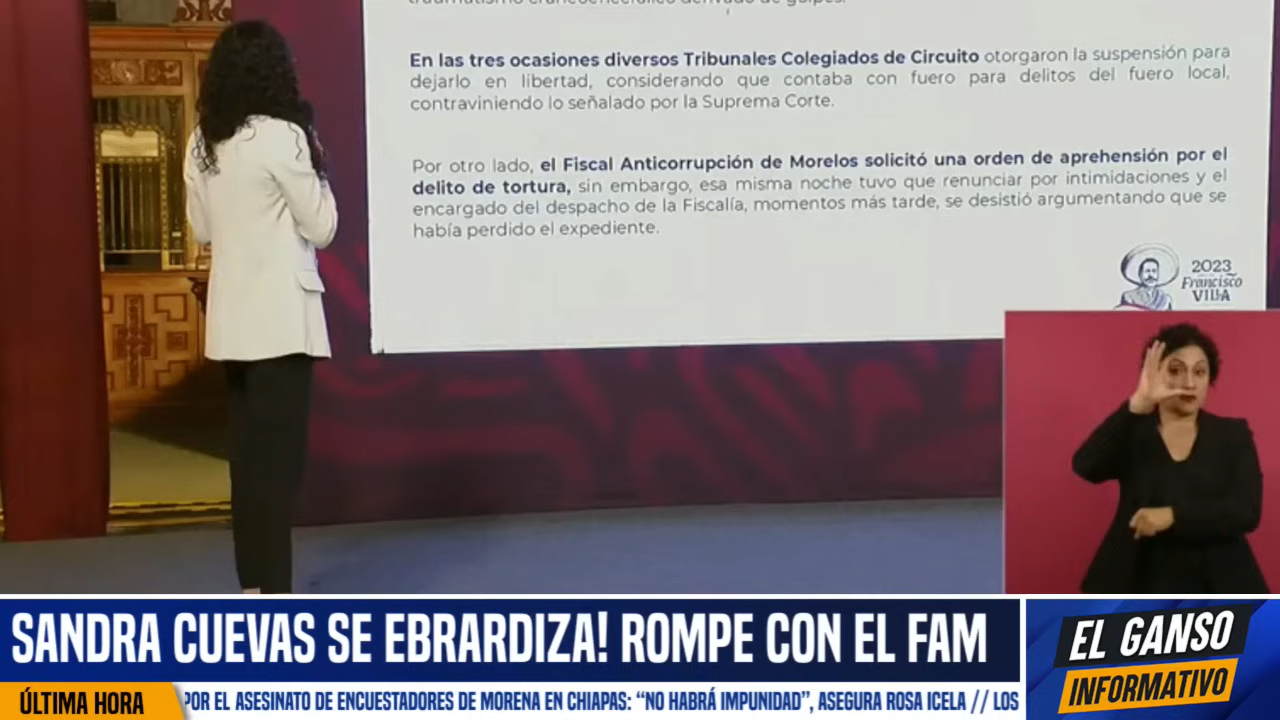 traumatismo craneoencefálico derivado de golpes.
En las tres ocasiones diversos Tribunales Colegiados de Circuito otorgaron la suspensión para
dejarlo en libertad, considerando que contaba con fuero para delitos del fuero local,
contraviniendo lo señalado por la Suprema Corte.
Por otro lado, el Fiscal Anticorrupción de Morelos solicitó una orden de aprehensión por el
delito de tortura, sin embargo, esa misma noche tuvo que renunciar por intimidaciones y el
encargado del despacho de la Fiscalía, momentos más tarde, se desistió argumentando que se
había perdido el expediente.
2023
Francisco
VILLA
SANDRA CUEVAS SE EBRARDIZA! ROMPE CON EL FAM
EL GANSO
INFORMATIVO
ÚLTIMA HORA
POR EL ASESINATO DE ENCUESTADORES DE MORENA EN CHIAPAS: “NO HABRÁ IMPUNIDAD”, ASEGURA ROSA ICELA // LOS